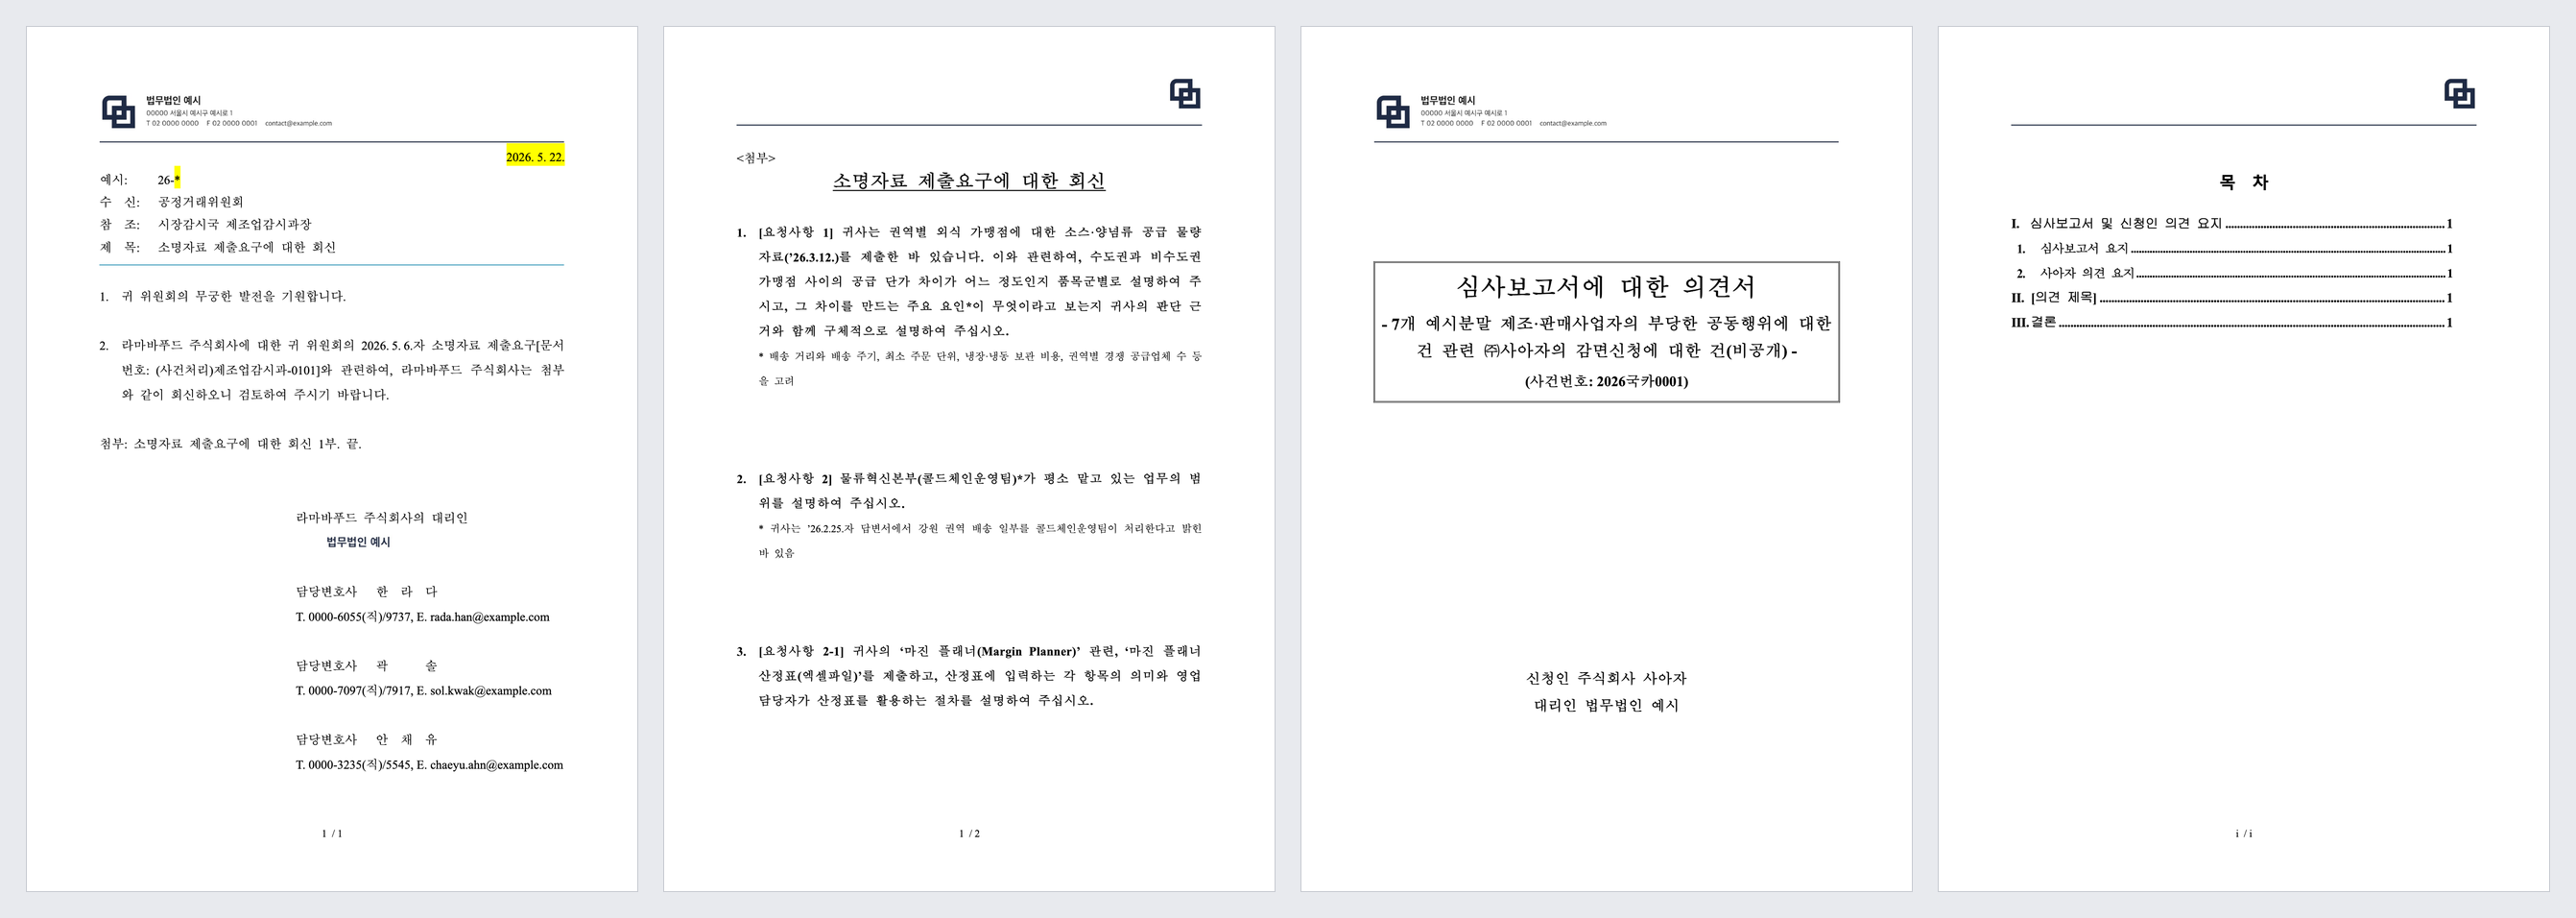 법무법인 예시
00000 서울시 예시구 예시로 1
T 02 0000 0000 F 02 0000 0001 contact@example.com
2026. 5. 22.
예시: 26-*
수 신: 공정거래위원회
참 조: 시장감시국 제조업감시과장
제 목: 소명자료 제출요구에 대한 회신
1. 귀 위원회의 무궁한 발전을 기원합니다.
2. 라마바푸드 주식회사에 대한 귀 위원회의 2026. 5. 6.자 소명자료 제출요구[문서
번호: (사건처리)제조업감시과-0101]와 관련하여, 라마바푸드 주식회사는 첨부
와 같이 회신하오니 검토하여 주시기 바랍니다.
첨부: 소명자료 제출요구에 대한 회신 1부. 끝.
라마바푸드 주식회사의 대리인
법무법인 예시
담당변호사 한 라 다
T. 0000-6055(직)/9737, E. rada.han@example.com
담당변호사 곽 솔
T. 0000-7097(직)/7917, E. sol.kwak@example.com
담당변호사 안 채 유
T. 0000-3235(직)/5545, E. chaeyu.ahn@example.com
1 / 1
<첨부>
소명자료 제출요구에 대한 회신
1. [요청사항 1] 귀사는 권역별 외식 가맹점에 대한 소스·양념류 공급 물량
자료(’26.3.12.)를 제출한 바 있습니다. 이와 관련하여, 수도권과 비수도권
가맹점 사이의 공급 단가 차이가 어느 정도인지 품목군별로 설명하여 주
시고, 그 차이를 만드는 주요 요인*이 무엇이라고 보는지 귀사의 판단 근
거와 함께 구체적으로 설명하여 주십시오.
* 배송 거리와 배송 주기, 최소 주문 단위, 냉장·냉동 보관 비용, 권역별 경쟁 공급업체 수 등
을 고려
2. [요청사항 2] 물류혁신본부(콜드체인운영팀)*가 평소 맡고 있는 업무의 범
위를 설명하여 주십시오.
* 귀사는 ’26.2.25.자 답변서에서 강원 권역 배송 일부를 콜드체인운영팀이 처리한다고 밝힌
바 있음
3. [요청사항 2-1] 귀사의 ‘마진 플래너(Margin Planner)’ 관련, ‘마진 플래너
산정표(엑셀파일)’를 제출하고, 산정표에 입력하는 각 항목의 의미와 영업
담당자가 산정표를 활용하는 절차를 설명하여 주십시오.
1 / 2
법무법인 예시
00000 서울시 예시구 예시로 1
T 02 0000 0000 F 02 0000 0001 contact@example.com
심사보고서에 대한 의견서
- 7개 예시분말 제조·판매사업자의 부당한 공동행위에 대한
건 관련 ㈜사아자의 감면신청에 대한 건(비공개) -
(사건번호: 2026국카0001)
신청인 주식회사 사아자
대리인 법무법인 예시
목 차
I. 심사보고서 및 신청인 의견 요지 1
1. 심사보고서 요지 1
2. 사아자 의견 요지 1
II. [의견 제목] 1
III. 결론 1
i / i